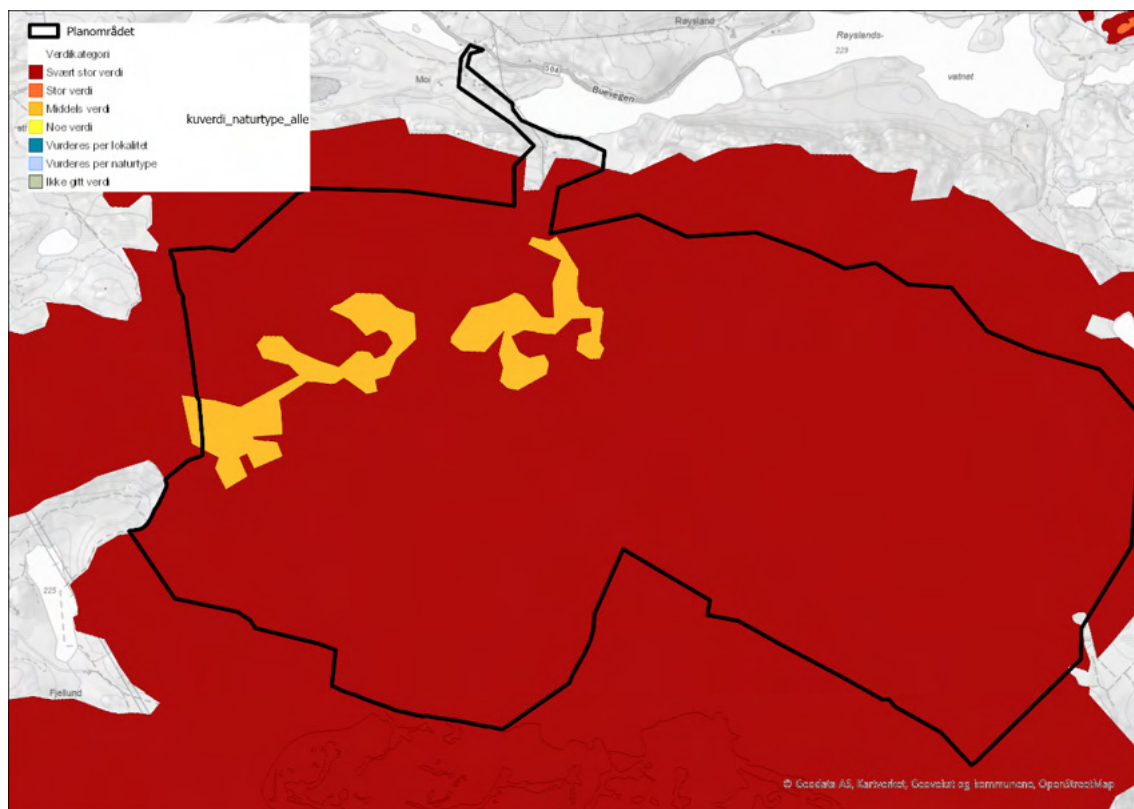 Planområdet
Verdikategori
Svært stor verdi
Stor verdi
Middels verdi
Noe verdi
Vurderes per lokalitet
Vurderes per naturtype
Ikke gitt verdi
kuverdi_naturtype_alle
Røysland
Røyslands-
229
vatnet
Moi
504
Buevegen
225
Fjellund
© Geodata AS, Kartverket, Geovekst og kommunene, OpenStreetMap